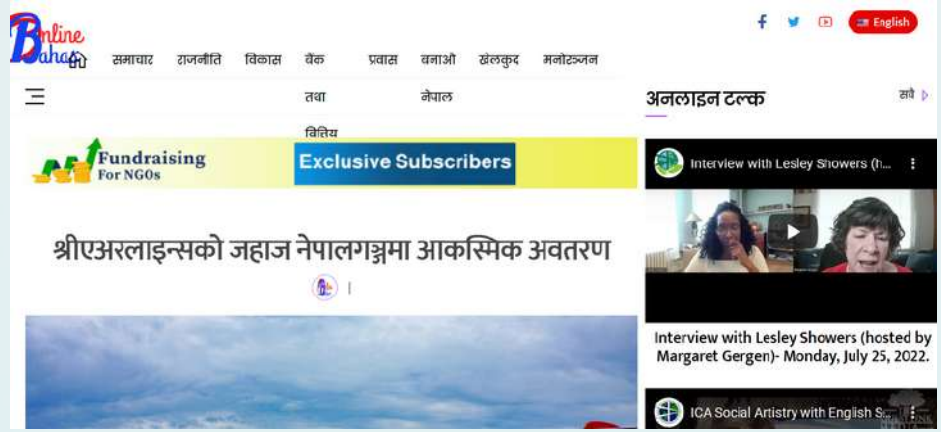 Online
Bahas
English
समाचार राजनीति विकास बैंक प्रवास बनाओ खेलकुद मनोरञ्जन
तथा नेपाल
वित्तिय
अनलाइन टल्क
सवै
Fundraising
For NGOs
Exclusive Subscribers
Interview with Lesley Showers (h...
श्रीएअरलाइन्सको जहाज नेपालगञ्जमा आकस्मिक अवतरण
Interview with Lesley Showers (hosted by
Margaret Gergen)- Monday, July 25, 2022.
ICA Social Artistry with English S...